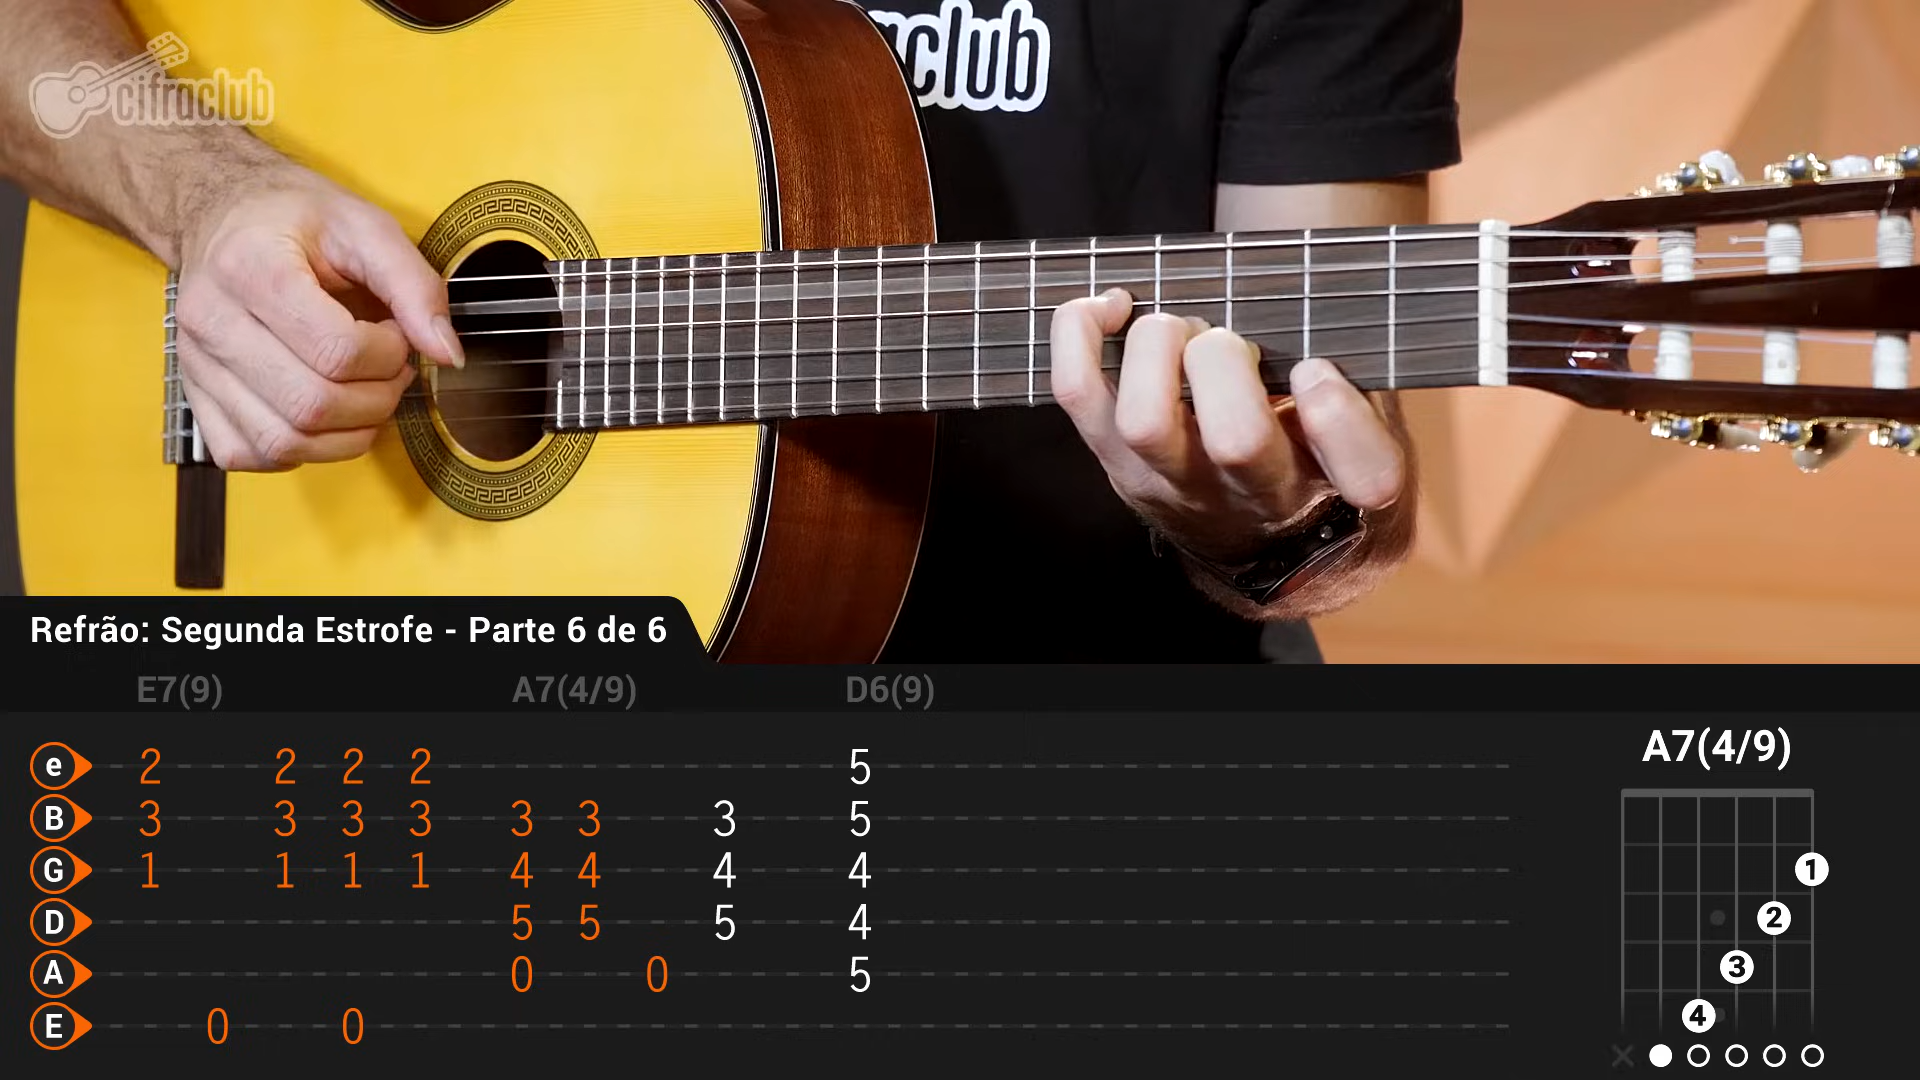 cifraclub
club
Refrão: Segunda Estrofe - Parte 6 de 6
E7(9) A7(4/9) D6(9)
A7(4/9)
e 2 2 2 2 5
B 3 3 3 3 3 3 3 5
G 1 1 1 1 4 4 4 4
D 5 5 5 4
A 0 0 5
E 0 0
1
2
3
4
X